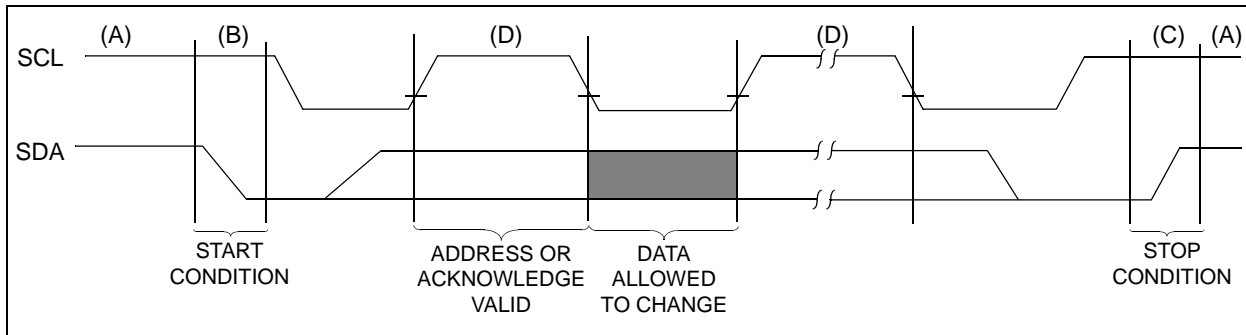 (A) (B) (D) (D) (C) (A)
SCL
SDA
START
CONDITION
ADDRESS OR
ACKNOWLEDGE
VALID
DATA
ALLOWED
TO CHANGE
STOP
CONDITION